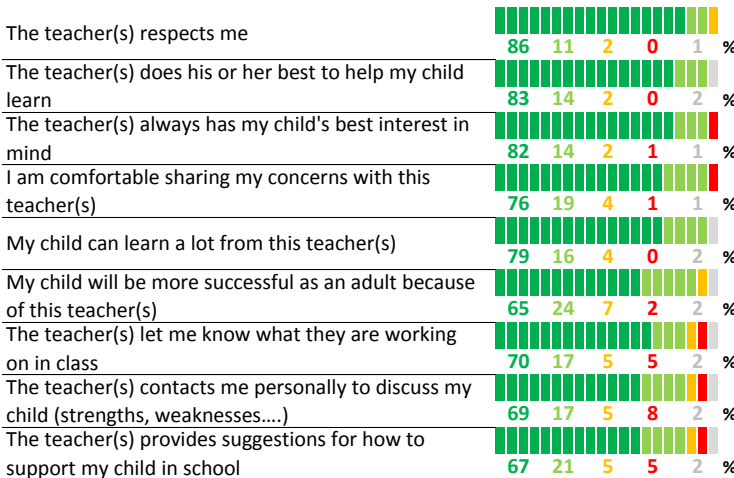 The teacher(s) respects me
86 11 2 0 1 %
The teacher(s) does his or her best to help my child
learn
83 14 2 0 2 %
The teacher(s) always has my child's best interest in
mind
82 14 2 1 1 %
I am comfortable sharing my concerns with this
teacher(s)
76 19 4 1 1 %
My child can learn a lot from this teacher(s)
79 16 4 0 2 %
My child will be more successful as an adult because
of this teacher(s)
65 24 7 2 2 %
The teacher(s) let me know what they are working
on in class
70 17 5 5 2 %
The teacher(s) contacts me personally to discuss my
child (strengths, weaknesses….)
69 17 5 8 2 %
The teacher(s) provides suggestions for how to
support my child in school
67 21 5 5 2 %